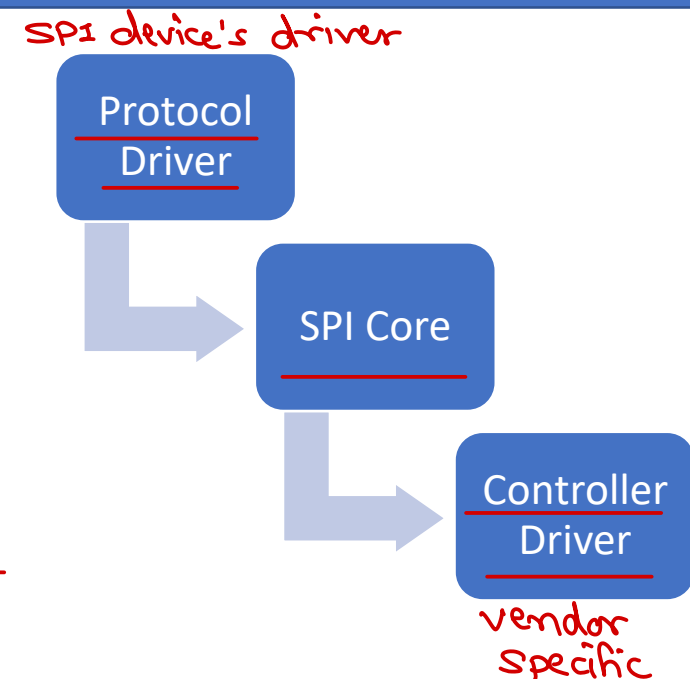 SPI device's driver
Protocol
Driver
SPI Core
Controller
Driver
vendor
specific